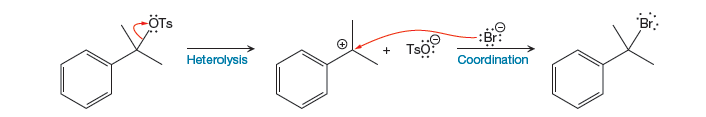 OTs
Heterolysis
⊕
+
TsO ⊖
Br ⊖
Coordination
Br